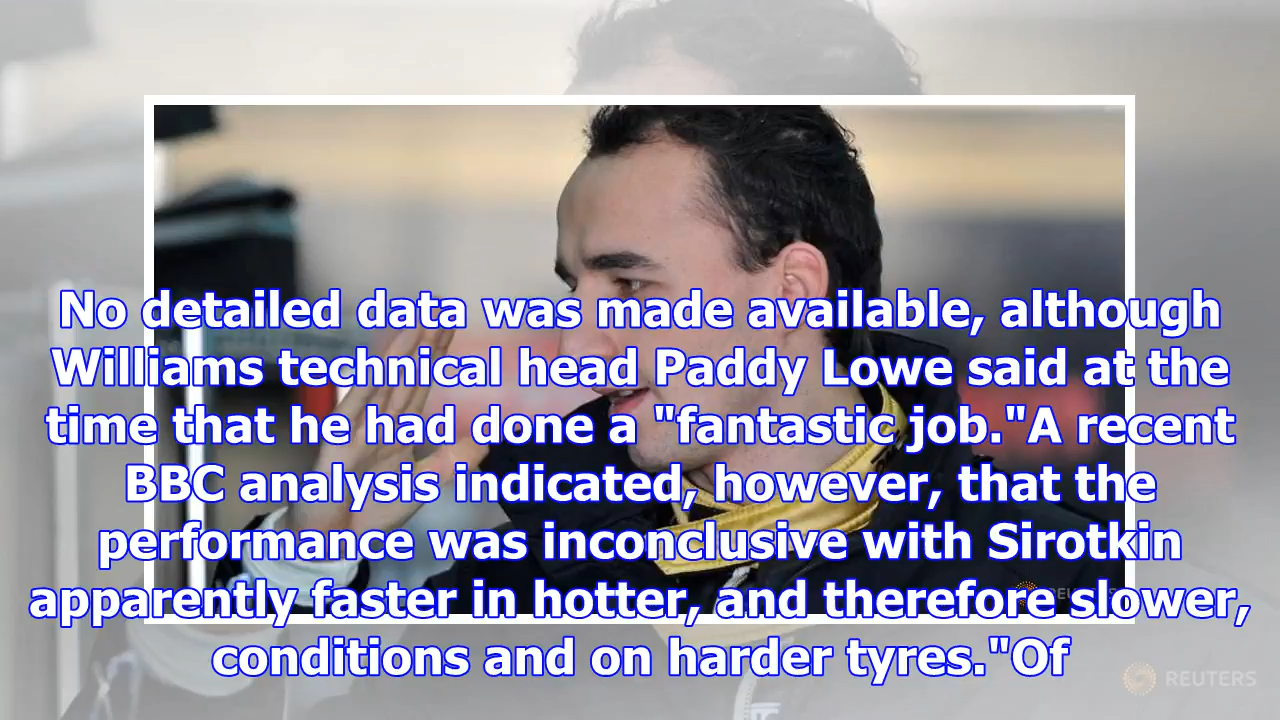 No detailed data was made available, although
Williams technical head Paddy Lowe said at the
time that he had done a "fantastic job."A recent
BBC analysis indicated, however, that the
performance was inconclusive with Sirotkin
apparently faster in hotter, and therefore slower,
conditions and on harder tyres."Of
REUTERS